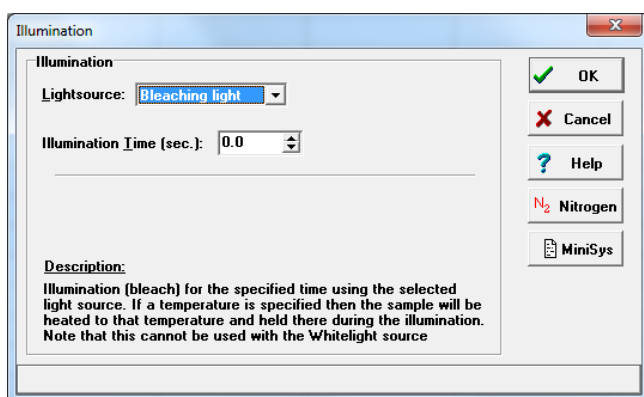 Illumination
Illumination
Lightsource: Bleaching light
OK
Illumination Time (sec.): 0.0
Cancel
Help
N2 Nitrogen
MiniSys
Description:
Illumination (bleach) for the specified time using the selected
light source. If a temperature is specified then the sample will be
heated to that temperature and held there during the illumination.
Note that this cannot be used with the Whitelight source